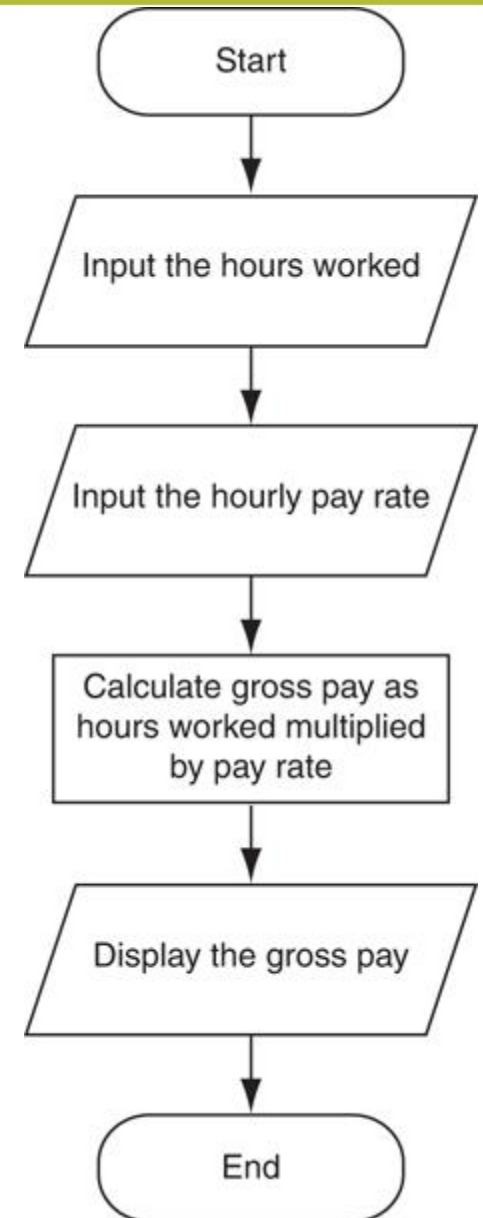 Start
Input the hours worked
Input the hourly pay rate
Calculate gross pay as
hours worked multiplied
by pay rate
Display the gross pay
End